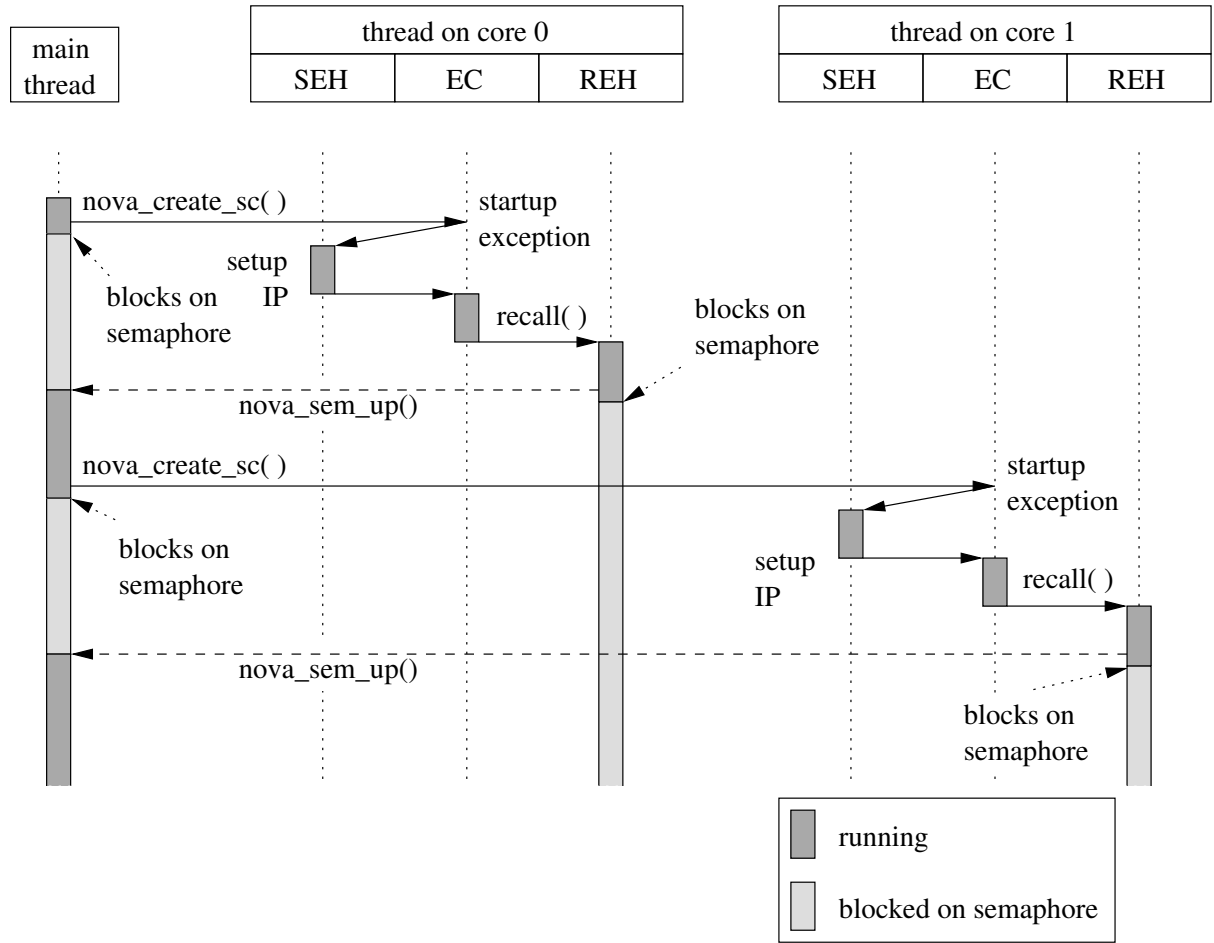 main
thread
thread on core 0
SEH
EC
REH
thread on core 1
SEH
EC
REH
nova_create_sc( )
startup
exception
setup
IP
blocks on
semaphore
recall( )
blocks on
semaphore
nova_sem_up()
nova_create_sc( )
startup
exception
blocks on
semaphore
setup
IP
recall( )
nova_sem_up()
blocks on
semaphore
running
blocked on semaphore